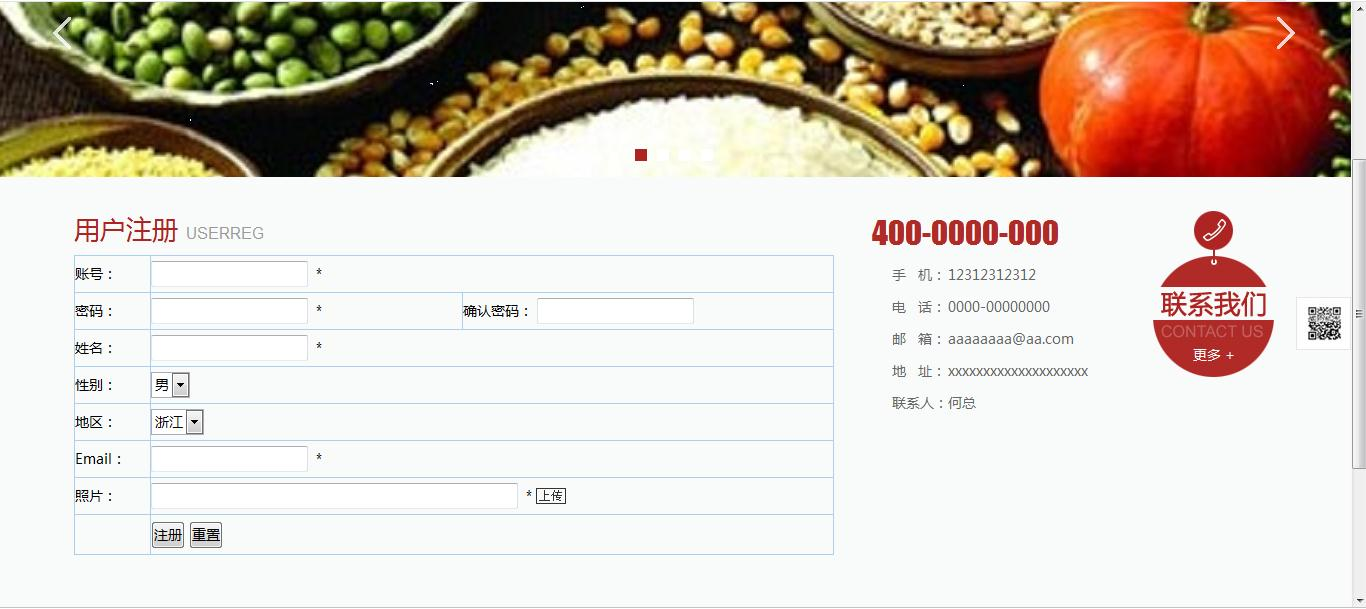 用户注册 USERREG
账号： *
密码： * 确认密码：
姓名： *
性别： 男
地区： 浙江
Email： *
照片： * 上传
注册 重置
400-0000-000
手 机：12312312312
电 话：0000-00000000
邮 箱：aaaaaaaa@aa.com
地 址：xxxxxxxxxxxxxxxxxxxx
联系人：何总
联系我们
CONTACT US
更多 +